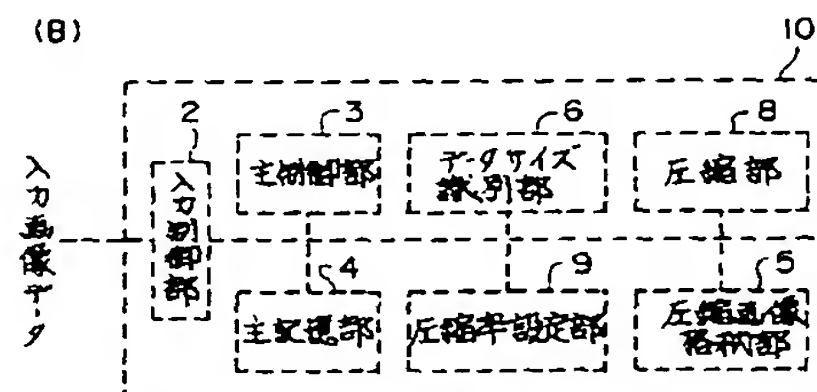 (B)
10
2
3
6
8
入力画像データ
入力制御部
主制御部
データサイズ
識別部
圧縮部
4
9
5
主記憶部
圧縮率設定部
圧縮画像
格納部